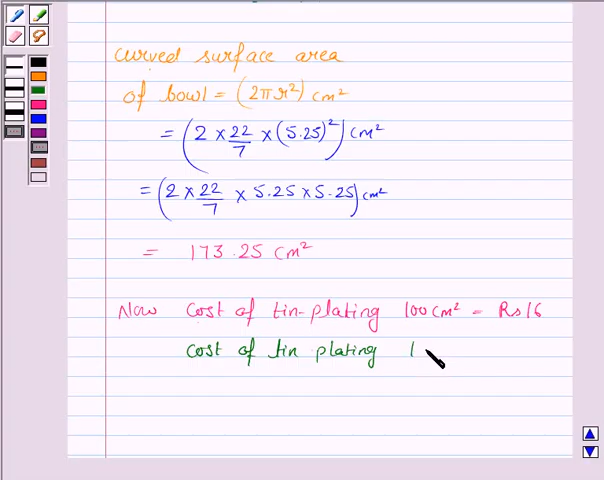 curved surface area
of bowl = (2πr²) cm²
= (2 × 22/7 × (5.25)²) cm²
= (2 × 22/7 × 5.25 × 5.25) cm²
= 173.25 cm²
Now cost of tin-plating 100 cm² = Rs 16
cost of tin plating 1